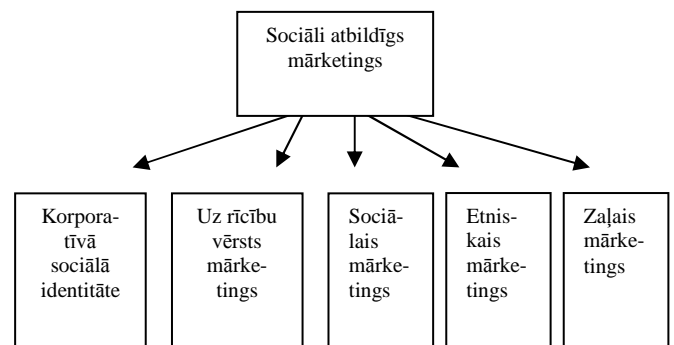 Sociāli atbildīgs
mārketings
Korpora-
tīvā
sociālā
identitāte
Uz rīcību
vērsts
mārke-
tings
Sociā-
lais
mārke-
tings
Etnis-
kais
mārke-
tings
Zaļais
mārke-
tings